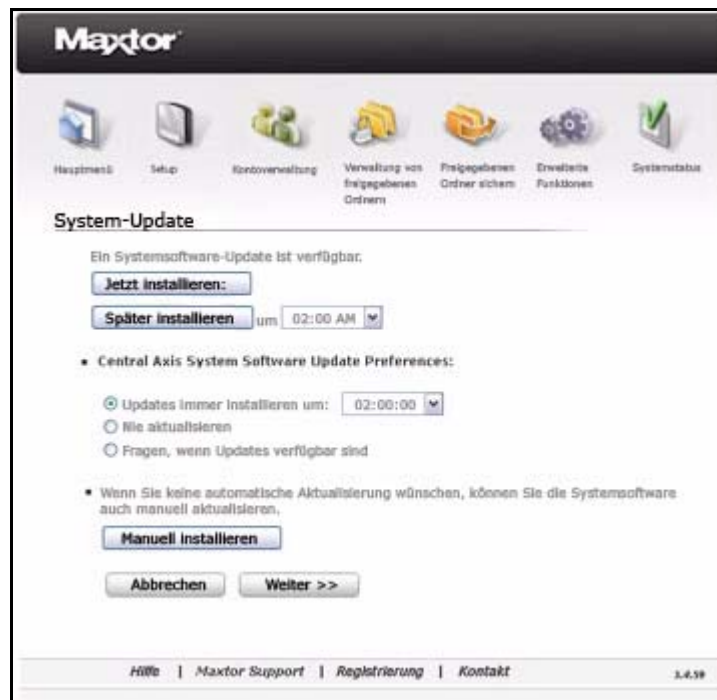 Maxtor
Hauptmenü
Setup
Kontoverwaltung
Verwaltung von
freigegebenen
Ordnern
Freigegebenen
Ordner sichern
Erweiterte
Funktionen
Systemstatus
System-Update
Ein Systemsoftware-Update ist verfügbar.
Jetzt installieren:
Später installieren um 02:00 AM
Central Axis System Software Update Preferences:
Updates immer installieren um: 02:00:00
Nie aktualisieren
Fragen, wenn Updates verfügbar sind
Wenn Sie keine automatische Aktualisierung wünschen, können Sie die Systemsoftware
auch manuell aktualisieren.
Manuell installieren
Abbrechen Weiter >>
Hilfe | Maxtor Support | Registrierung | Kontakt